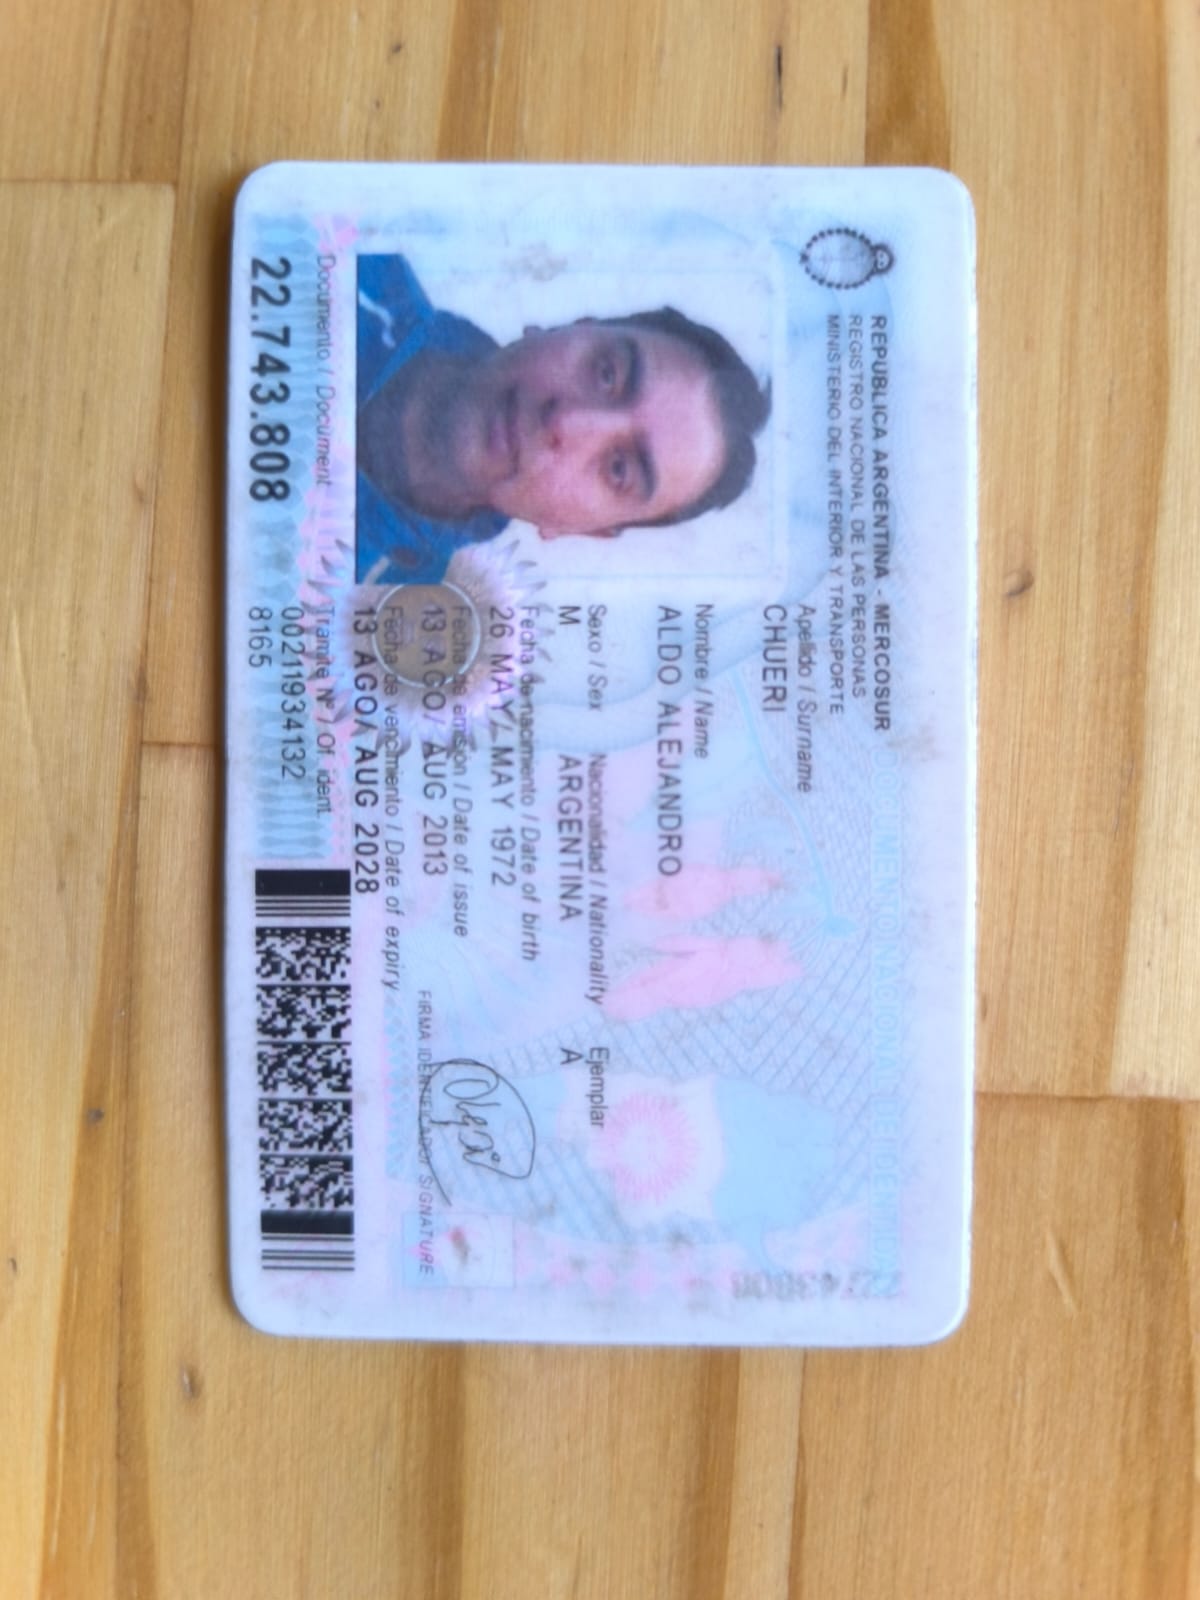 REPUBLICA ARGENTINA - MERCOSUR
REGISTRO NACIONAL DE LAS PERSONAS
MINISTERIO DEL INTERIOR Y TRANSPORTE
DOCUMENTO NACIONAL DE IDENTIDAD
Apellido / Surname
CHUERI
Nombre / Name
ALDO ALEJANDRO
Sexo / Sex Nacionalidad / Nationality Ejemplar
M ARGENTINA A
Fecha de nacimiento / Date of birth
26 MAY/ MAY 1972
Fecha de emisión / Date of issue
13 AGO/ AUG 2013
Fecha de vencimiento / Date of expiry
13 AGO/ AUG 2028
FIRMA IDENTIFICADO/ SIGNATURE
Documento / Document
22.743.808
Tramite Nº / Of. ident.
00211934132
8165